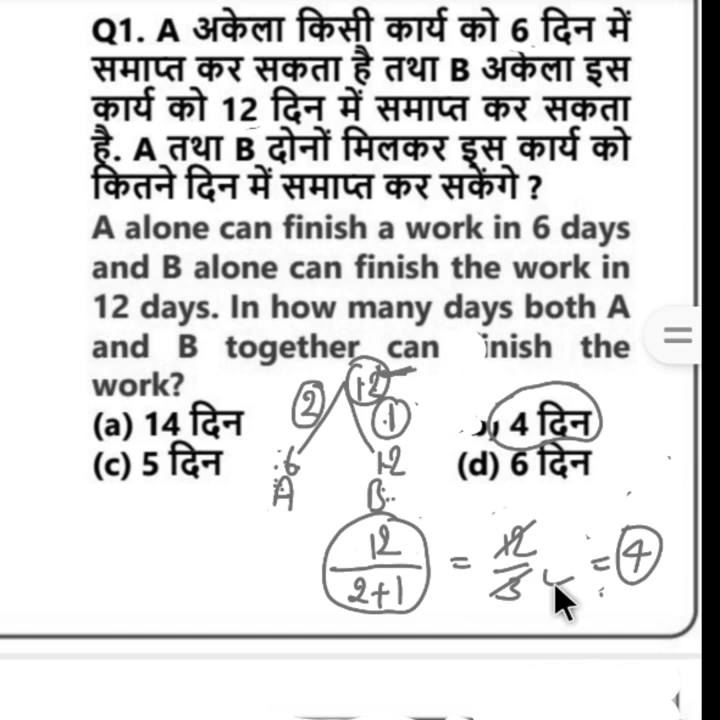 Q1. A अकेला किसी कार्य को 6 दिन में
समाप्त कर सकता है तथा B अकेला इस
कार्य को 12 दिन में समाप्त कर सकता
है. A तथा B दोनों मिलकर इस कार्य को
कितने दिन में समाप्त कर सकेंगे ?
A alone can finish a work in 6 days
and B alone can finish the work in
12 days. In how many days both A
and B together can inish the
work?
12
2 1
(a) 14 दिन 4 दिन
(c) 5 दिन (d) 6 दिन
6 12
A B
12/2+1 = 12/3 = 4